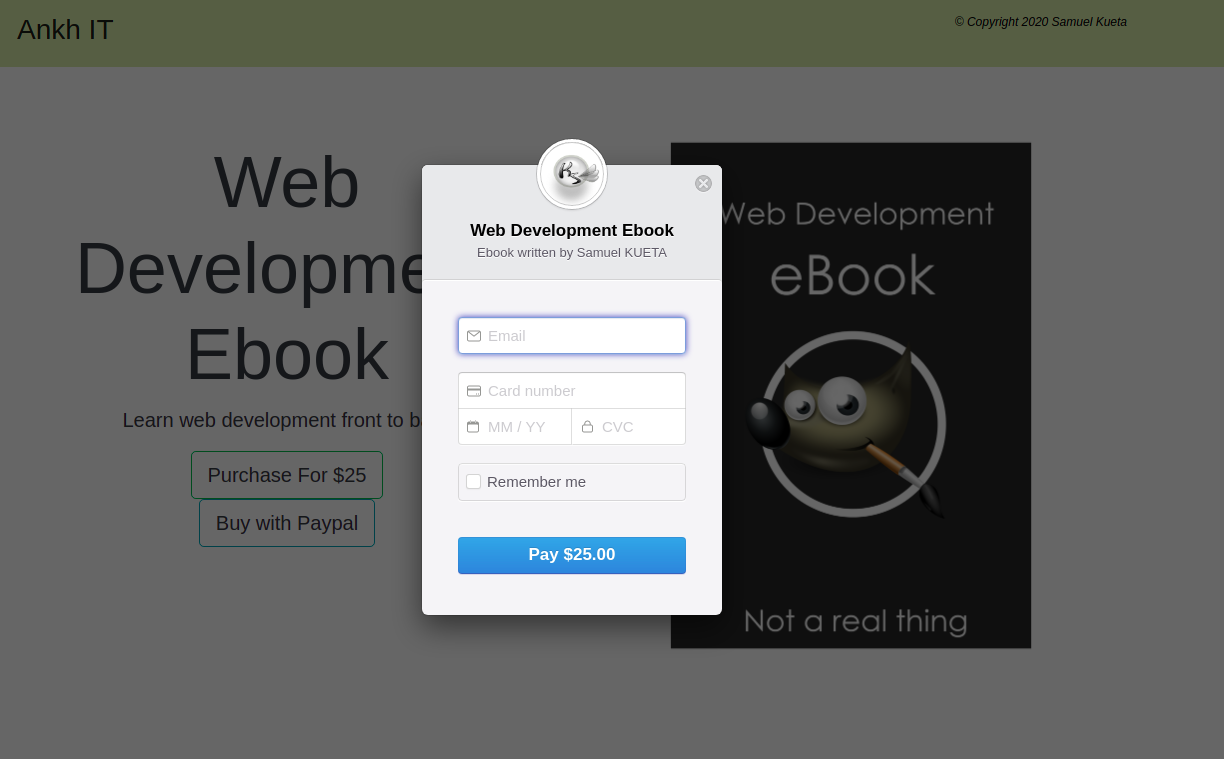 Ankh IT
© Copyright 2020 Samuel Kueta
Web
Developme
Ebook
Learn web development front to b
Purchase For $25
Buy with Paypal
Web Development Ebook
Ebook written by Samuel KUETA
Email
Card number
MM / YY
CVC
Remember me
Pay $25.00
Web Development
eBook
Not a real thing